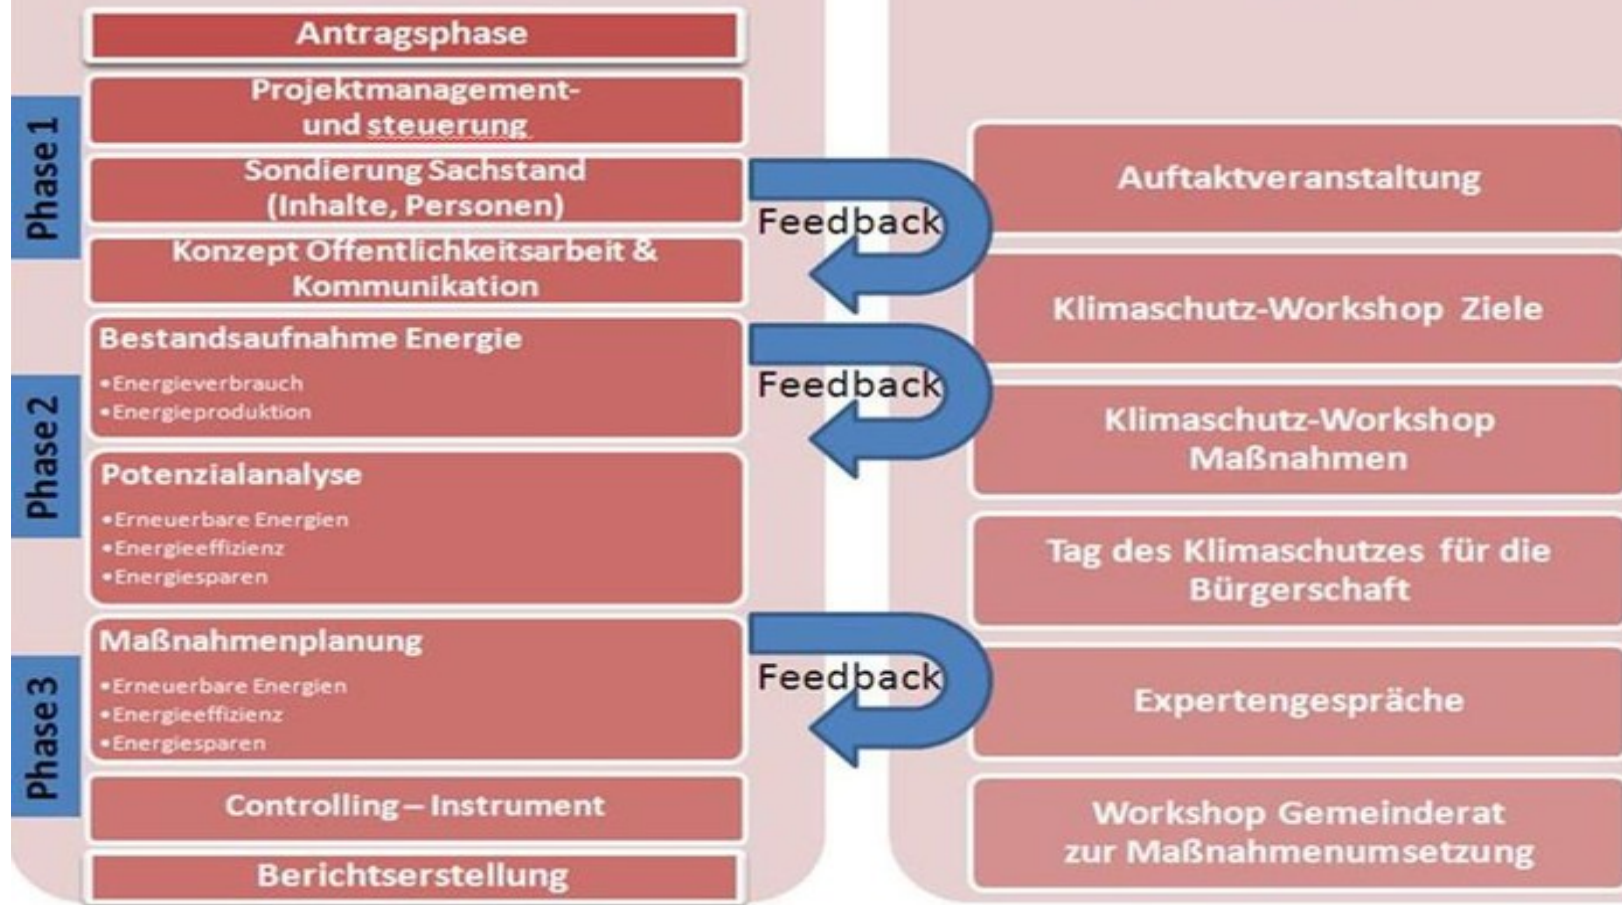 Antragsphase
Phase 1
Projektmanagement-
und steuerung
Sondierung Sachstand
(Inhalte, Personen)
Konzept Öffentlichkeitsarbeit &
Kommunikation
Feedback
Phase 2
Bestandsaufnahme Energie
•Energieverbrauch
•Energieproduktion
Feedback
Potenzialanalyse
•Erneuerbare Energien
•Energieeffizienz
•Energiesparen
Phase 3
Maßnahmenplanung
•Erneuerbare Energien
•Energieeffizienz
•Energiesparen
Feedback
Controlling – Instrument
Berichtserstellung
Auftaktveranstaltung
Klimaschutz-Workshop Ziele
Klimaschutz-Workshop
Maßnahmen
Tag des Klimaschutzes für die
Bürgerschaft
Expertengespräche
Workshop Gemeinderat
zur Maßnahmenumsetzung